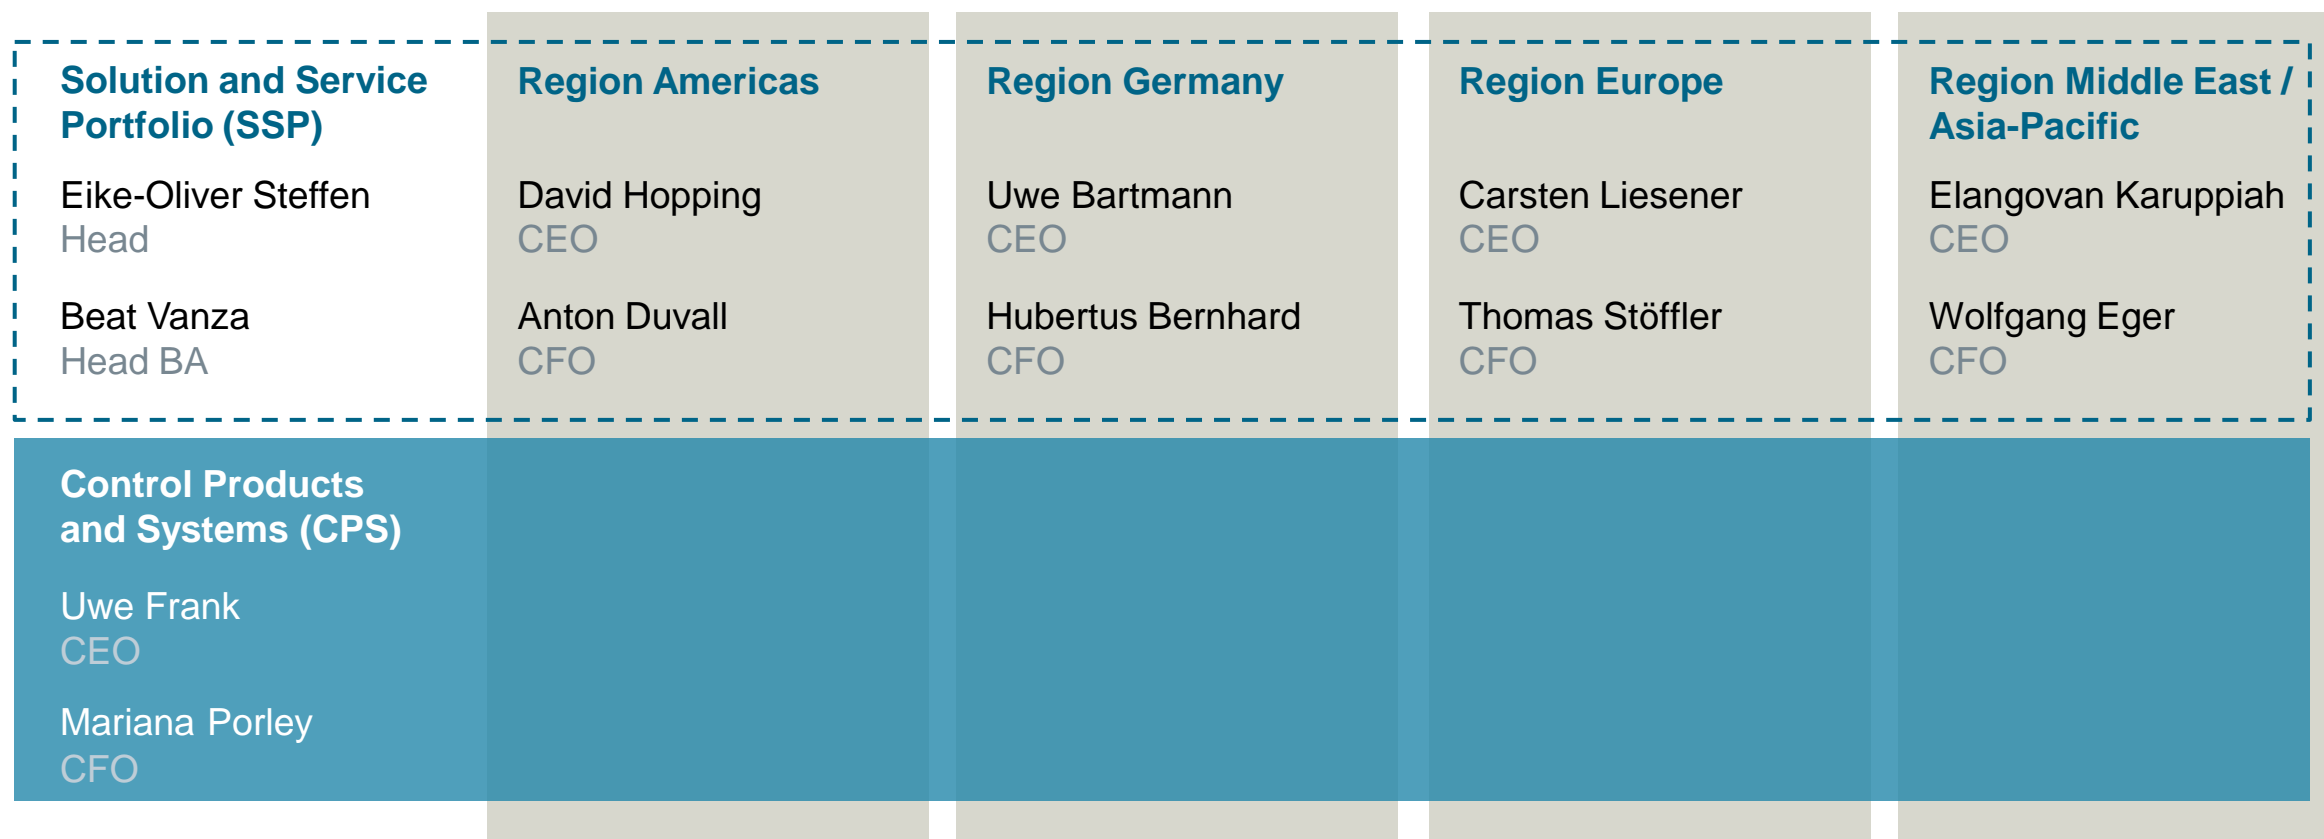 Solution and Service
Portfolio (SSP)
Eike-Oliver Steffen
Head
Beat Vanza
Head BA
Region Americas
David Hopping
CEO
Anton Duvall
CFO
Region Germany
Uwe Bartmann
CEO
Hubertus Bernhard
CFO
Region Europe
Carsten Liesener
CEO
Thomas Stöffler
CFO
Region Middle East /
Asia-Pacific
Elangovan Karuppiah
CEO
Wolfgang Eger
CFO
Control Products
and Systems (CPS)
Uwe Frank
CEO
Mariana Porley
CFO